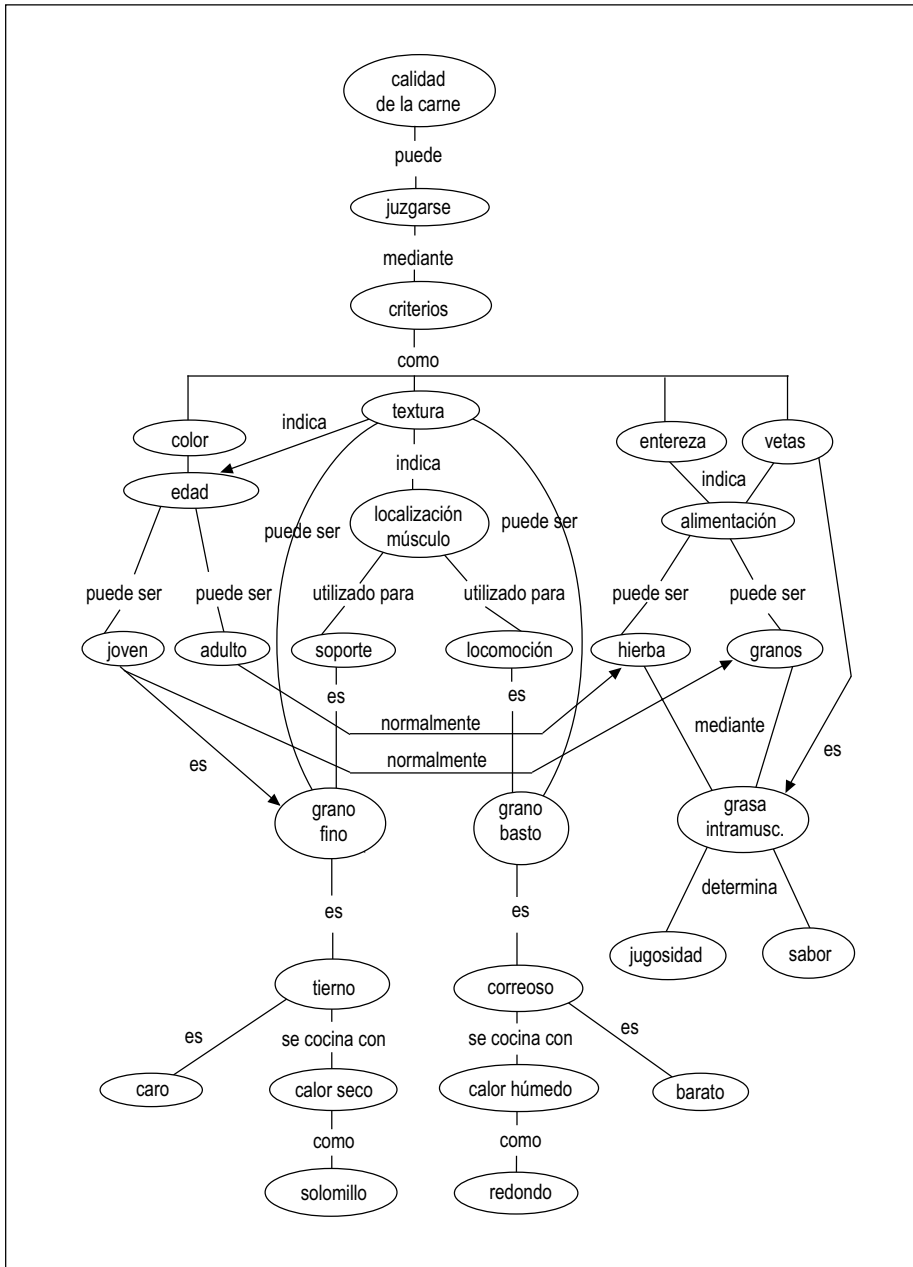 calidad
de la carne
puede
juzgarse
mediante
criterios
como
textura
indica
color
entereza
vetas
indica
indica
edad
localización
músculo
alimentación
puede ser
puede ser
puede ser
puede ser
utilizado para
utilizado para
puede ser
puede ser
joven
adulto
soporte
locomoción
hierba
granos
es
es
normalmente
mediante
normalmente
es
es
grano
fino
grano
basto
grasa
intramusc.
determina
es
es
jugosidad
sabor
tierno
correoso
es
se cocina con
se cocina con
es
caro
calor seco
calor húmedo
barato
como
como
solomillo
redondo